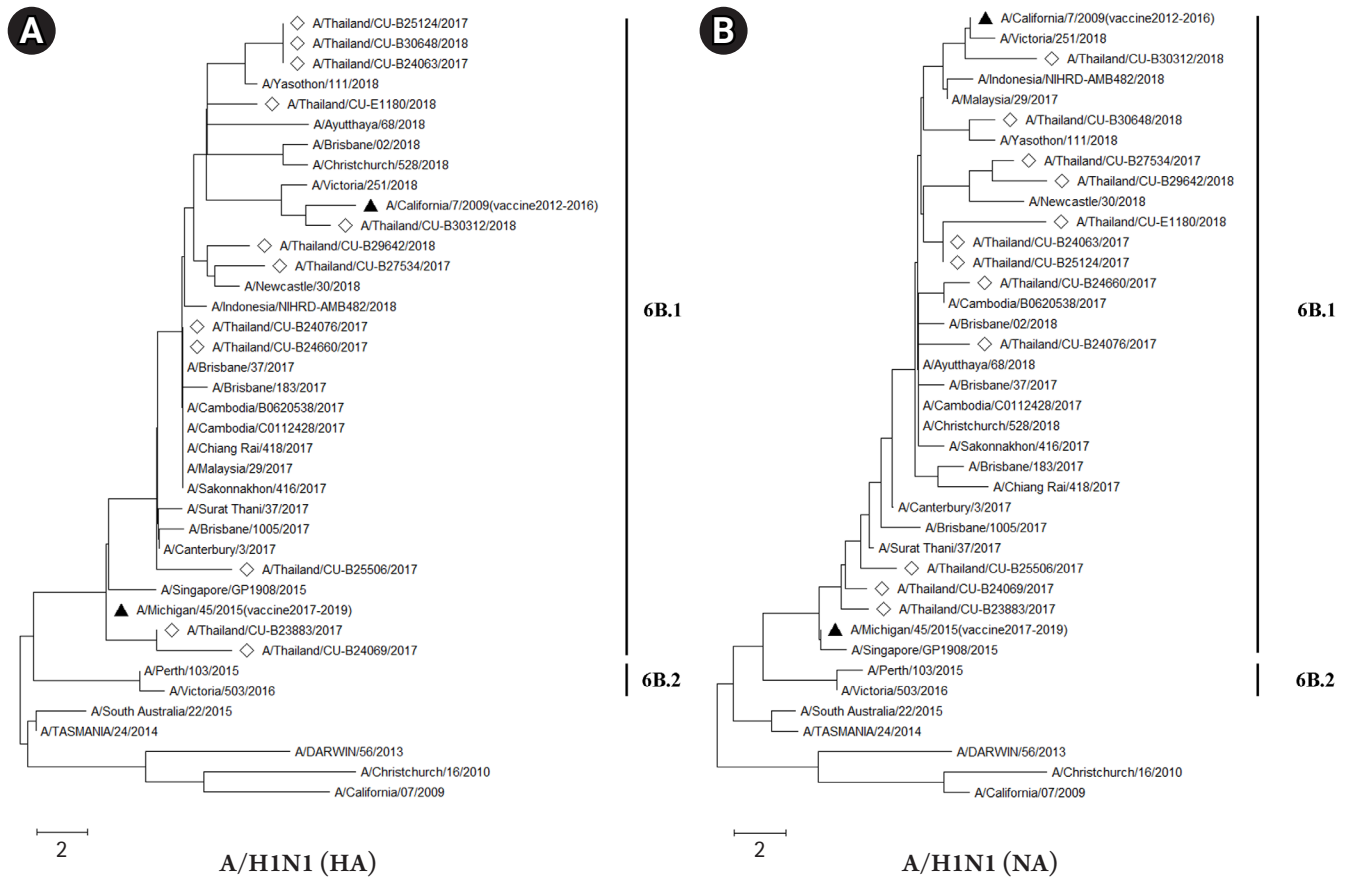 A
A/Thailand/CU-B25124/2017
A/Thailand/CU-B30648/2018
A/Thailand/CU-B24063/2017
A/Yasothon/111/2018
A/Thailand/CU-E1180/2018
A/Ayutthaya/68/2018
A/Brisbane/02/2018
A/Christchurch/528/2018
A/Victoria/251/2018
A/California/7/2009(vaccine2012-2016)
A/Thailand/CU-B30312/2018
A/Thailand/CU-B29642/2018
A/Thailand/CU-B27534/2017
A/Newcastle/30/2018
A/Indonesia/NIHRD-AMB482/2018
A/Thailand/CU-B24076/2017
A/Thailand/CU-B24660/2017
A/Brisbane/37/2017
A/Brisbane/183/2017
A/Cambodia/B0620538/2017
A/Cambodia/C0112428/2017
A/Chiang Rai/418/2017
A/Malaysia/29/2017
A/Sakonnakhon/416/2017
A/Surat Thani/37/2017
A/Brisbane/1005/2017
A/Canterbury/3/2017
A/Thailand/CU-B25506/2017
A/Singapore/GP1908/2015
A/Michigan/45/2015(vaccine2017-2019)
A/Thailand/CU-B23883/2017
A/Thailand/CU-B24069/2017
A/Perth/103/2015
A/Victoria/503/2016
A/South Australia/22/2015
A/TASMANIA/24/2014
A/DARWIN/56/2013
A/Christchurch/16/2010
A/California/07/2009
6B.1
6B.2
2
A/H1N1 (HA)
B
A/California/7/2009(vaccine2012-2016)
A/Victoria/251/2018
A/Thailand/CU-B30312/2018
A/Indonesia/NIHRD-AMB482/2018
A/Malaysia/29/2017
A/Thailand/CU-B30648/2018
A/Yasothon/111/2018
A/Thailand/CU-B27534/2017
A/Thailand/CU-B29642/2018
A/Newcastle/30/2018
A/Thailand/CU-E1180/2018
A/Thailand/CU-B24063/2017
A/Thailand/CU-B25124/2017
A/Thailand/CU-B24660/2017
A/Cambodia/B0620538/2017
A/Brisbane/02/2018
A/Thailand/CU-B24076/2017
A/Ayutthaya/68/2018
A/Brisbane/37/2017
A/Cambodia/C0112428/2017
A/Christchurch/528/2018
A/Sakonnakhon/416/2017
A/Brisbane/183/2017
A/Chiang Rai/418/2017
A/Canterbury/3/2017
A/Brisbane/1005/2017
A/Surat Thani/37/2017
A/Thailand/CU-B25506/2017
A/Thailand/CU-B24069/2017
A/Thailand/CU-B23883/2017
A/Michigan/45/2015(vaccine2017-2019)
A/Singapore/GP1908/2015
A/Perth/103/2015
A/Victoria/503/2016
A/South Australia/22/2015
A/TASMANIA/24/2014
A/DARWIN/56/2013
A/Christchurch/16/2010
A/California/07/2009
6B.1
6B.2
2
A/H1N1 (NA)